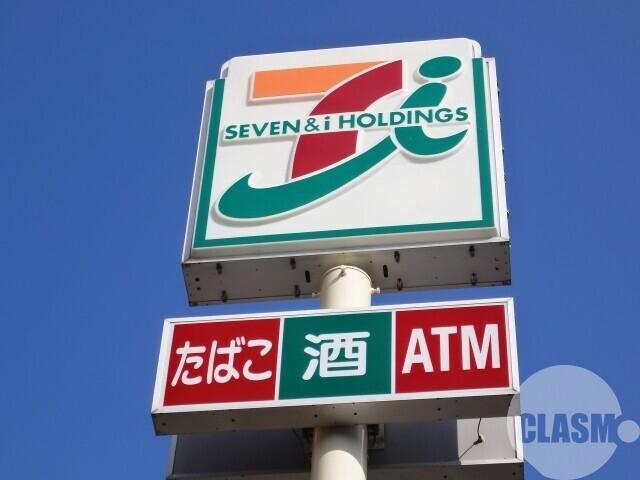 SEVEN & i HOLDINGS
たばこ 酒 ATM
CLASM